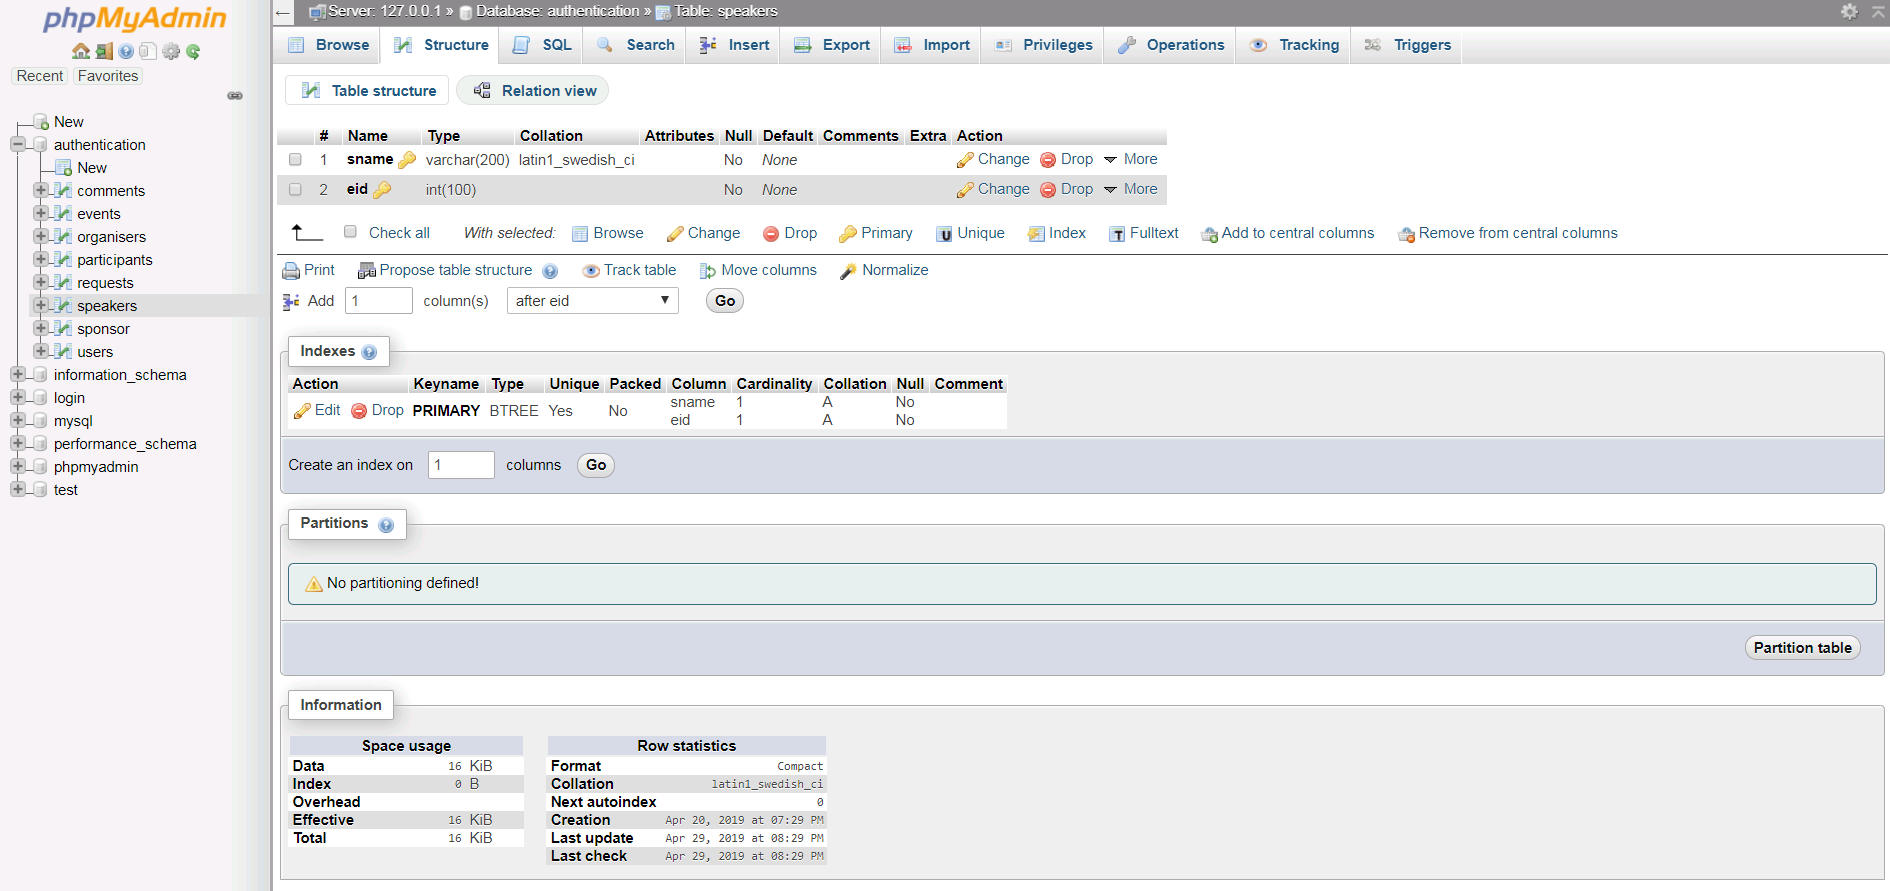 phpMyAdmin
Recent Favorites
New
authentication
New
comments
events
organisers
participants
requests
speakers
sponsor
users
information_schema
login
mysql
performance_schema
phpmyadmin
test
Server: 127.0.0.1 » Database: authentication » Table: speakers
Browse Structure SQL Search Insert Export Import Privileges Operations Tracking Triggers
Table structure Relation view
# Name Type Collation Attributes Null Default Comments Extra Action
1 sname varchar(200) latin1_swedish_ci No None Change Drop More
2 eid int(100) No None Change Drop More
Check all With selected: Browse Change Drop Primary Unique Index Fulltext Add to central columns Remove from central columns
Print Propose table structure Track table Move columns Normalize
Add 1 column(s) after eid Go
Indexes
Action Keyname Type Unique Packed Column Cardinality Collation Null Comment
Edit Drop PRIMARY BTREE Yes No sname 1 A No
eid 1 A No
Create an index on 1 columns Go
Partitions
No partitioning defined!
Partition table
Information
Space usage
Data 16 KiB
Index 0 B
Overhead
Effective 16 KiB
Total 16 KiB
Row statistics
Format Compact
Collation latin1_swedish_ci
Next autoindex 0
Creation Apr 20, 2019 at 07:29 PM
Last update Apr 29, 2019 at 08:29 PM
Last check Apr 29, 2019 at 08:29 PM